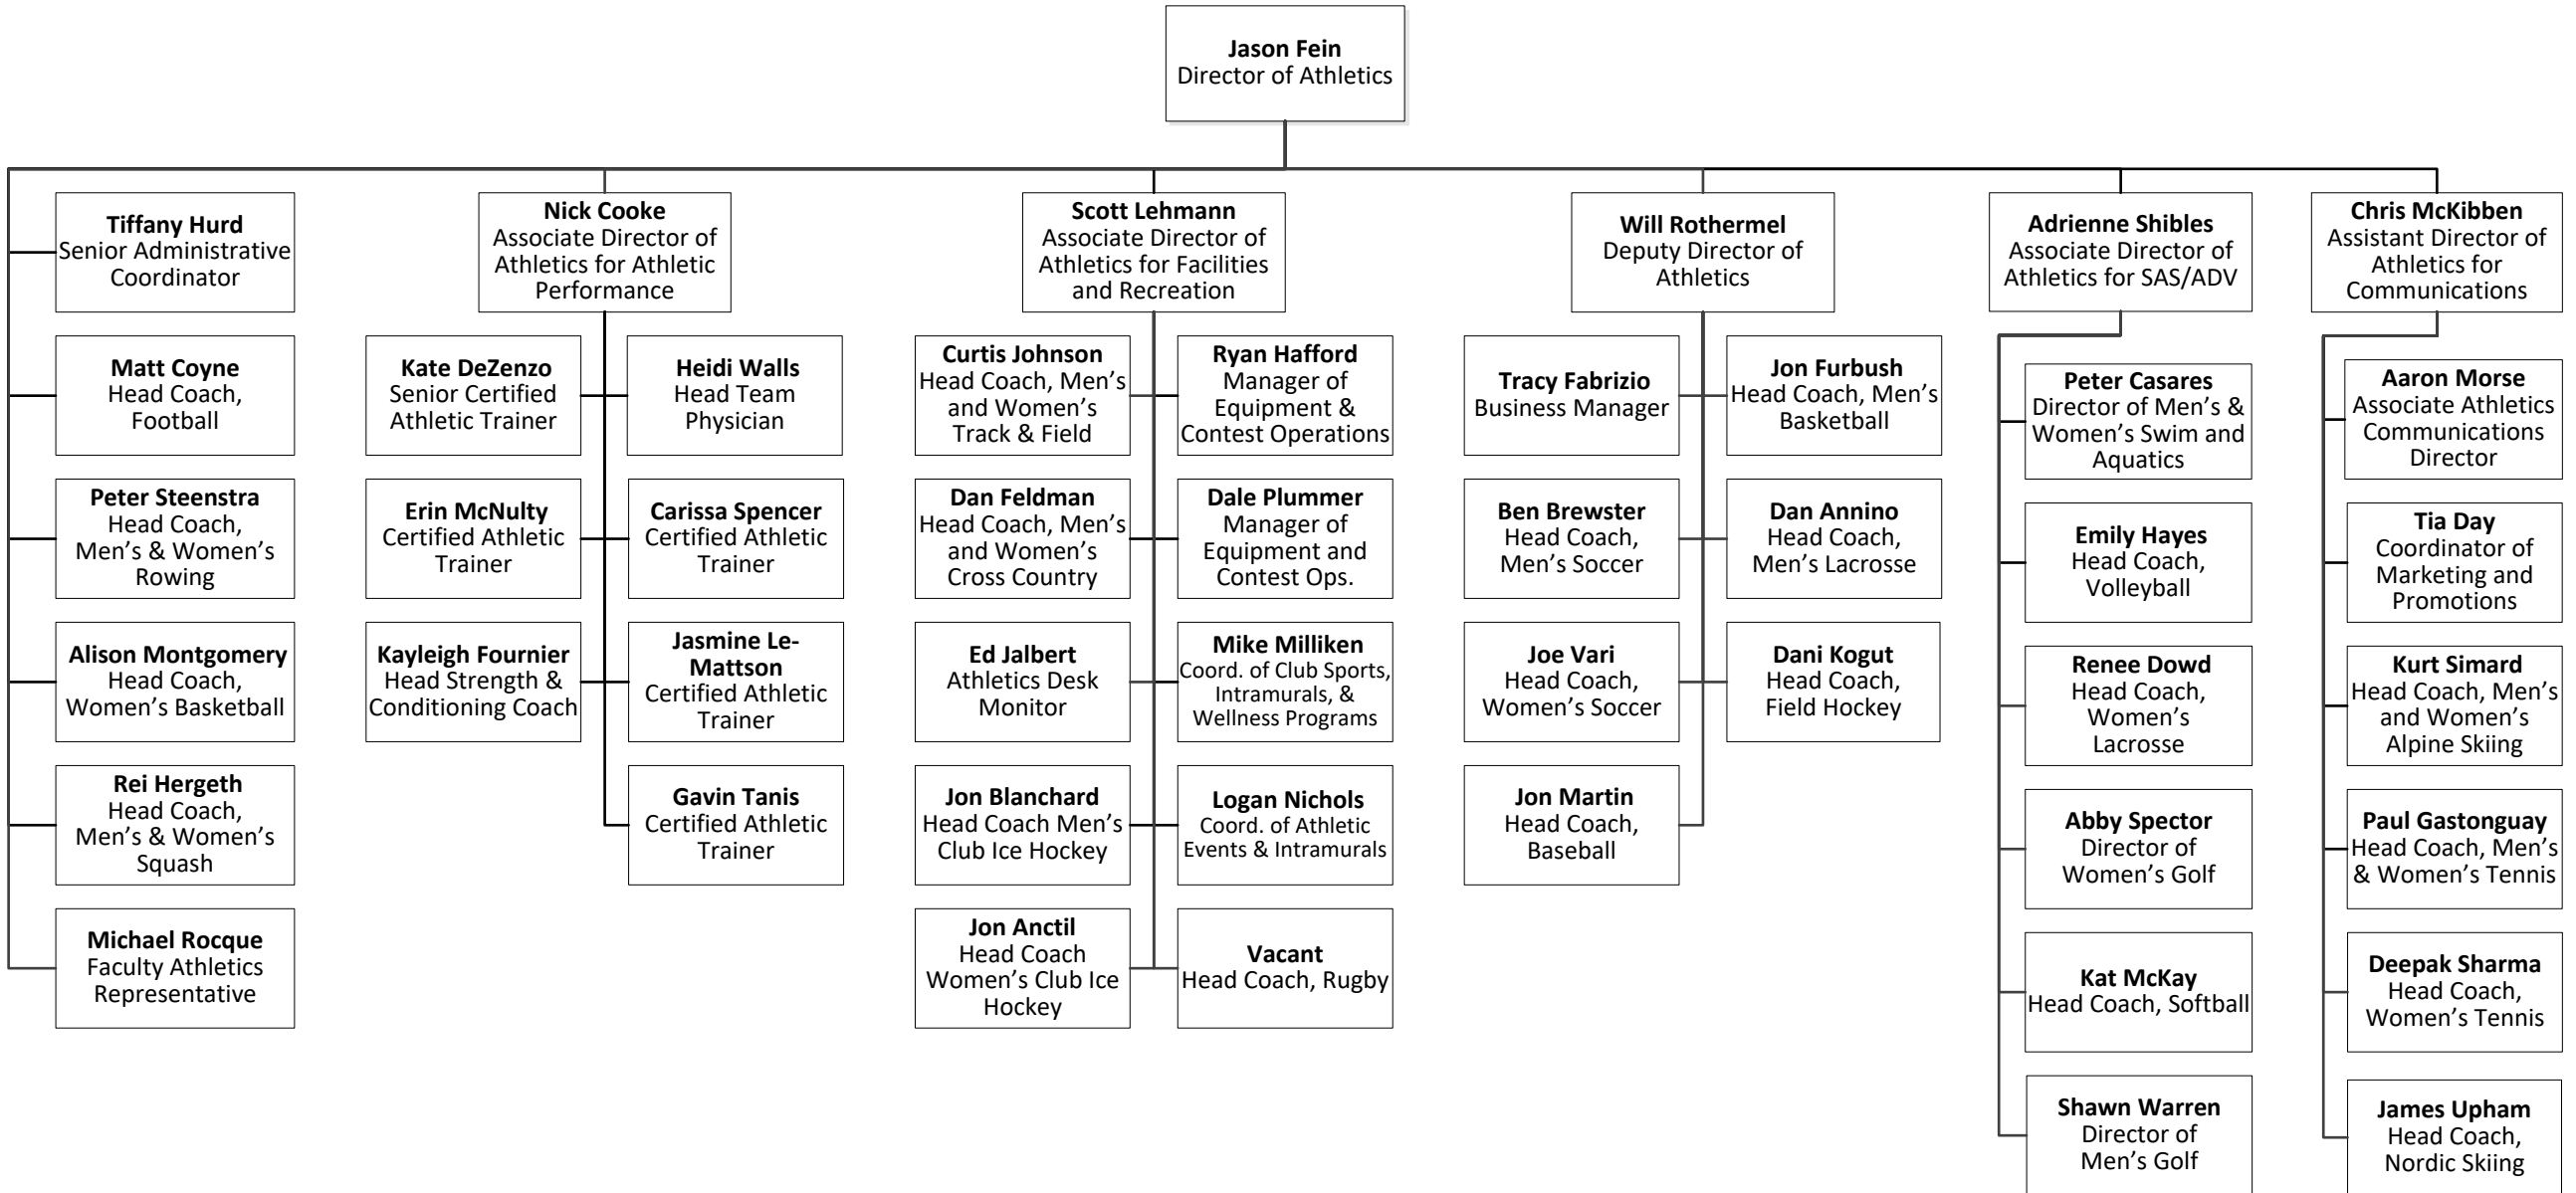 Jason Fein
Director of Athletics
Tiffany Hurd
Senior Administrative
Coordinator
Matt Coyne
Head Coach,
Football
Peter Steenstra
Head Coach,
Men's & Women's
Rowing
Alison Montgomery
Head Coach,
Women's Basketball
Rei Hergeth
Head Coach,
Men's & Women's
Squash
Michael Rocque
Faculty Athletics
Representative
Nick Cooke
Associate Director of
Athletics for Athletic
Performance
Kate DeZenzo
Senior Certified
Athletic Trainer
Heidi Walls
Head Team
Physician
Erin McNulty
Certified Athletic
Trainer
Carissa Spencer
Certified Athletic
Trainer
Kayleigh Fournier
Head Strength &
Conditioning Coach
Jasmine Le-
Mattson
Certified Athletic
Trainer
Gavin Tanis
Certified Athletic
Trainer
Scott Lehmann
Associate Director of
Athletics for Facilities
and Recreation
Curtis Johnson
Head Coach, Men's
and Women's
Track & Field
Ryan Hafford
Manager of
Equipment &
Contest Operations
Dan Feldman
Head Coach, Men's
and Women's
Cross Country
Dale Plummer
Manager of
Equipment and
Contest Ops.
Ed Jalbert
Athletics Desk
Monitor
Mike Milliken
Coord. of Club Sports,
Intramurals, &
Wellness Programs
Jon Blanchard
Head Coach Men's
Club Ice Hockey
Logan Nichols
Coord. of Athletic
Events & Intramurals
Jon Anctil
Head Coach
Women's Club Ice
Hockey
Vacant
Head Coach, Rugby
Will Rothermel
Deputy Director of
Athletics
Tracy Fabrizio
Business Manager
Jon Furbush
Head Coach, Men's
Basketball
Ben Brewster
Head Coach,
Men's Soccer
Dan Annino
Head Coach,
Men's Lacrosse
Joe Vari
Head Coach,
Women's Soccer
Dani Kogut
Head Coach,
Field Hockey
Jon Martin
Head Coach,
Baseball
Adrienne Shibles
Associate Director of
Athletics for SAS/ADV
Peter Casares
Director of Men's &
Women's Swim and
Aquatics
Emily Hayes
Head Coach,
Volleyball
Renee Dowd
Head Coach,
Women's
Lacrosse
Abby Spector
Director of
Women's Golf
Kat McKay
Head Coach, Softball
Shawn Warren
Director of
Men's Golf
Chris McKibben
Assistant Director of
Athletics for
Communications
Aaron Morse
Associate Athletics
Communications
Director
Tia Day
Coordinator of
Marketing and
Promotions
Kurt Simard
Head Coach, Men's
and Women's
Alpine Skiing
Paul Gastonguay
Head Coach, Men's
& Women's Tennis
Deepak Sharma
Head Coach,
Women's Tennis
James Upham
Head Coach,
Nordic Skiing